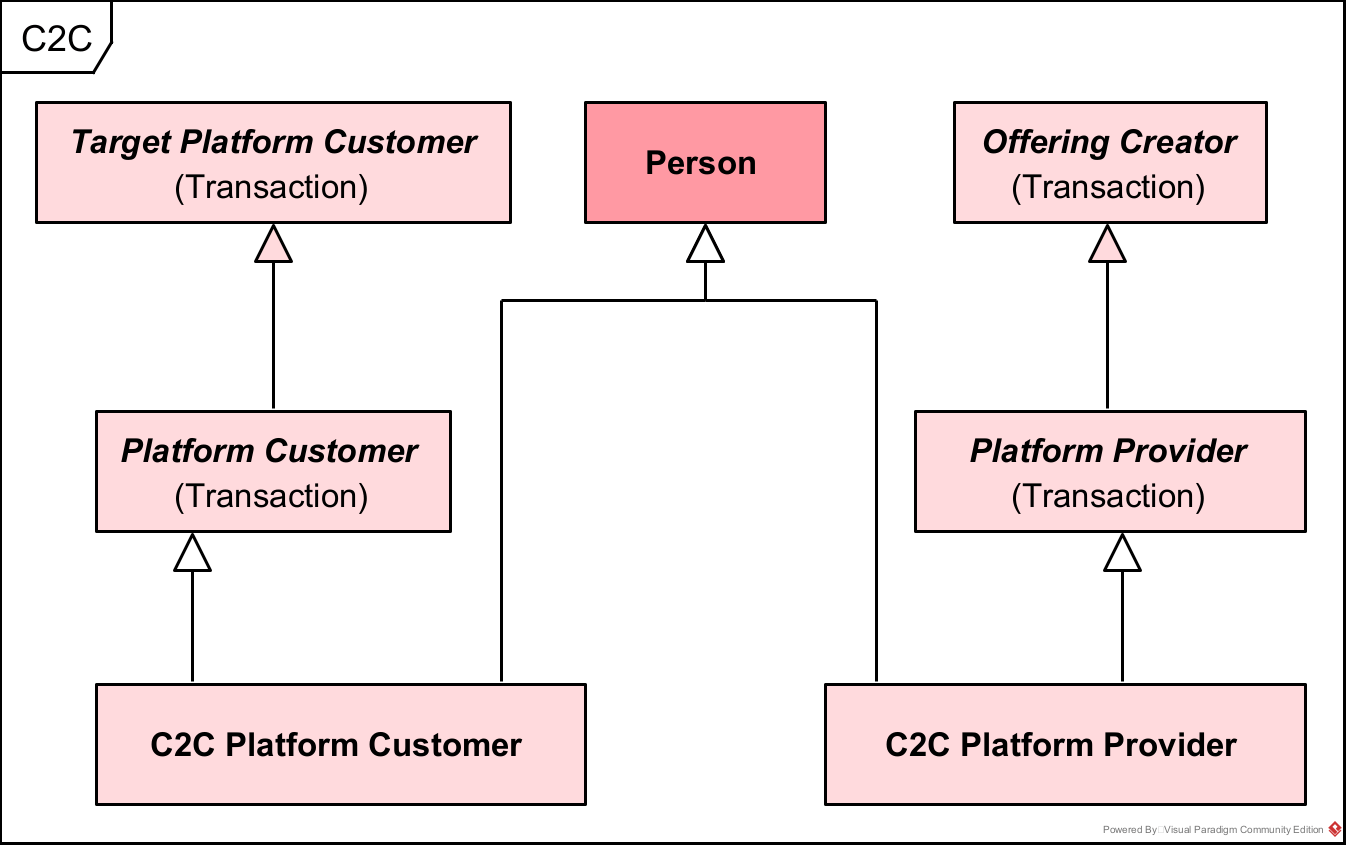 C2C
Target Platform Customer
(Transaction)
Person
Offering Creator
(Transaction)
Platform Customer
(Transaction)
Platform Provider
(Transaction)
C2C Platform Customer
C2C Platform Provider
Powered By Visual Paradigm Community Edition